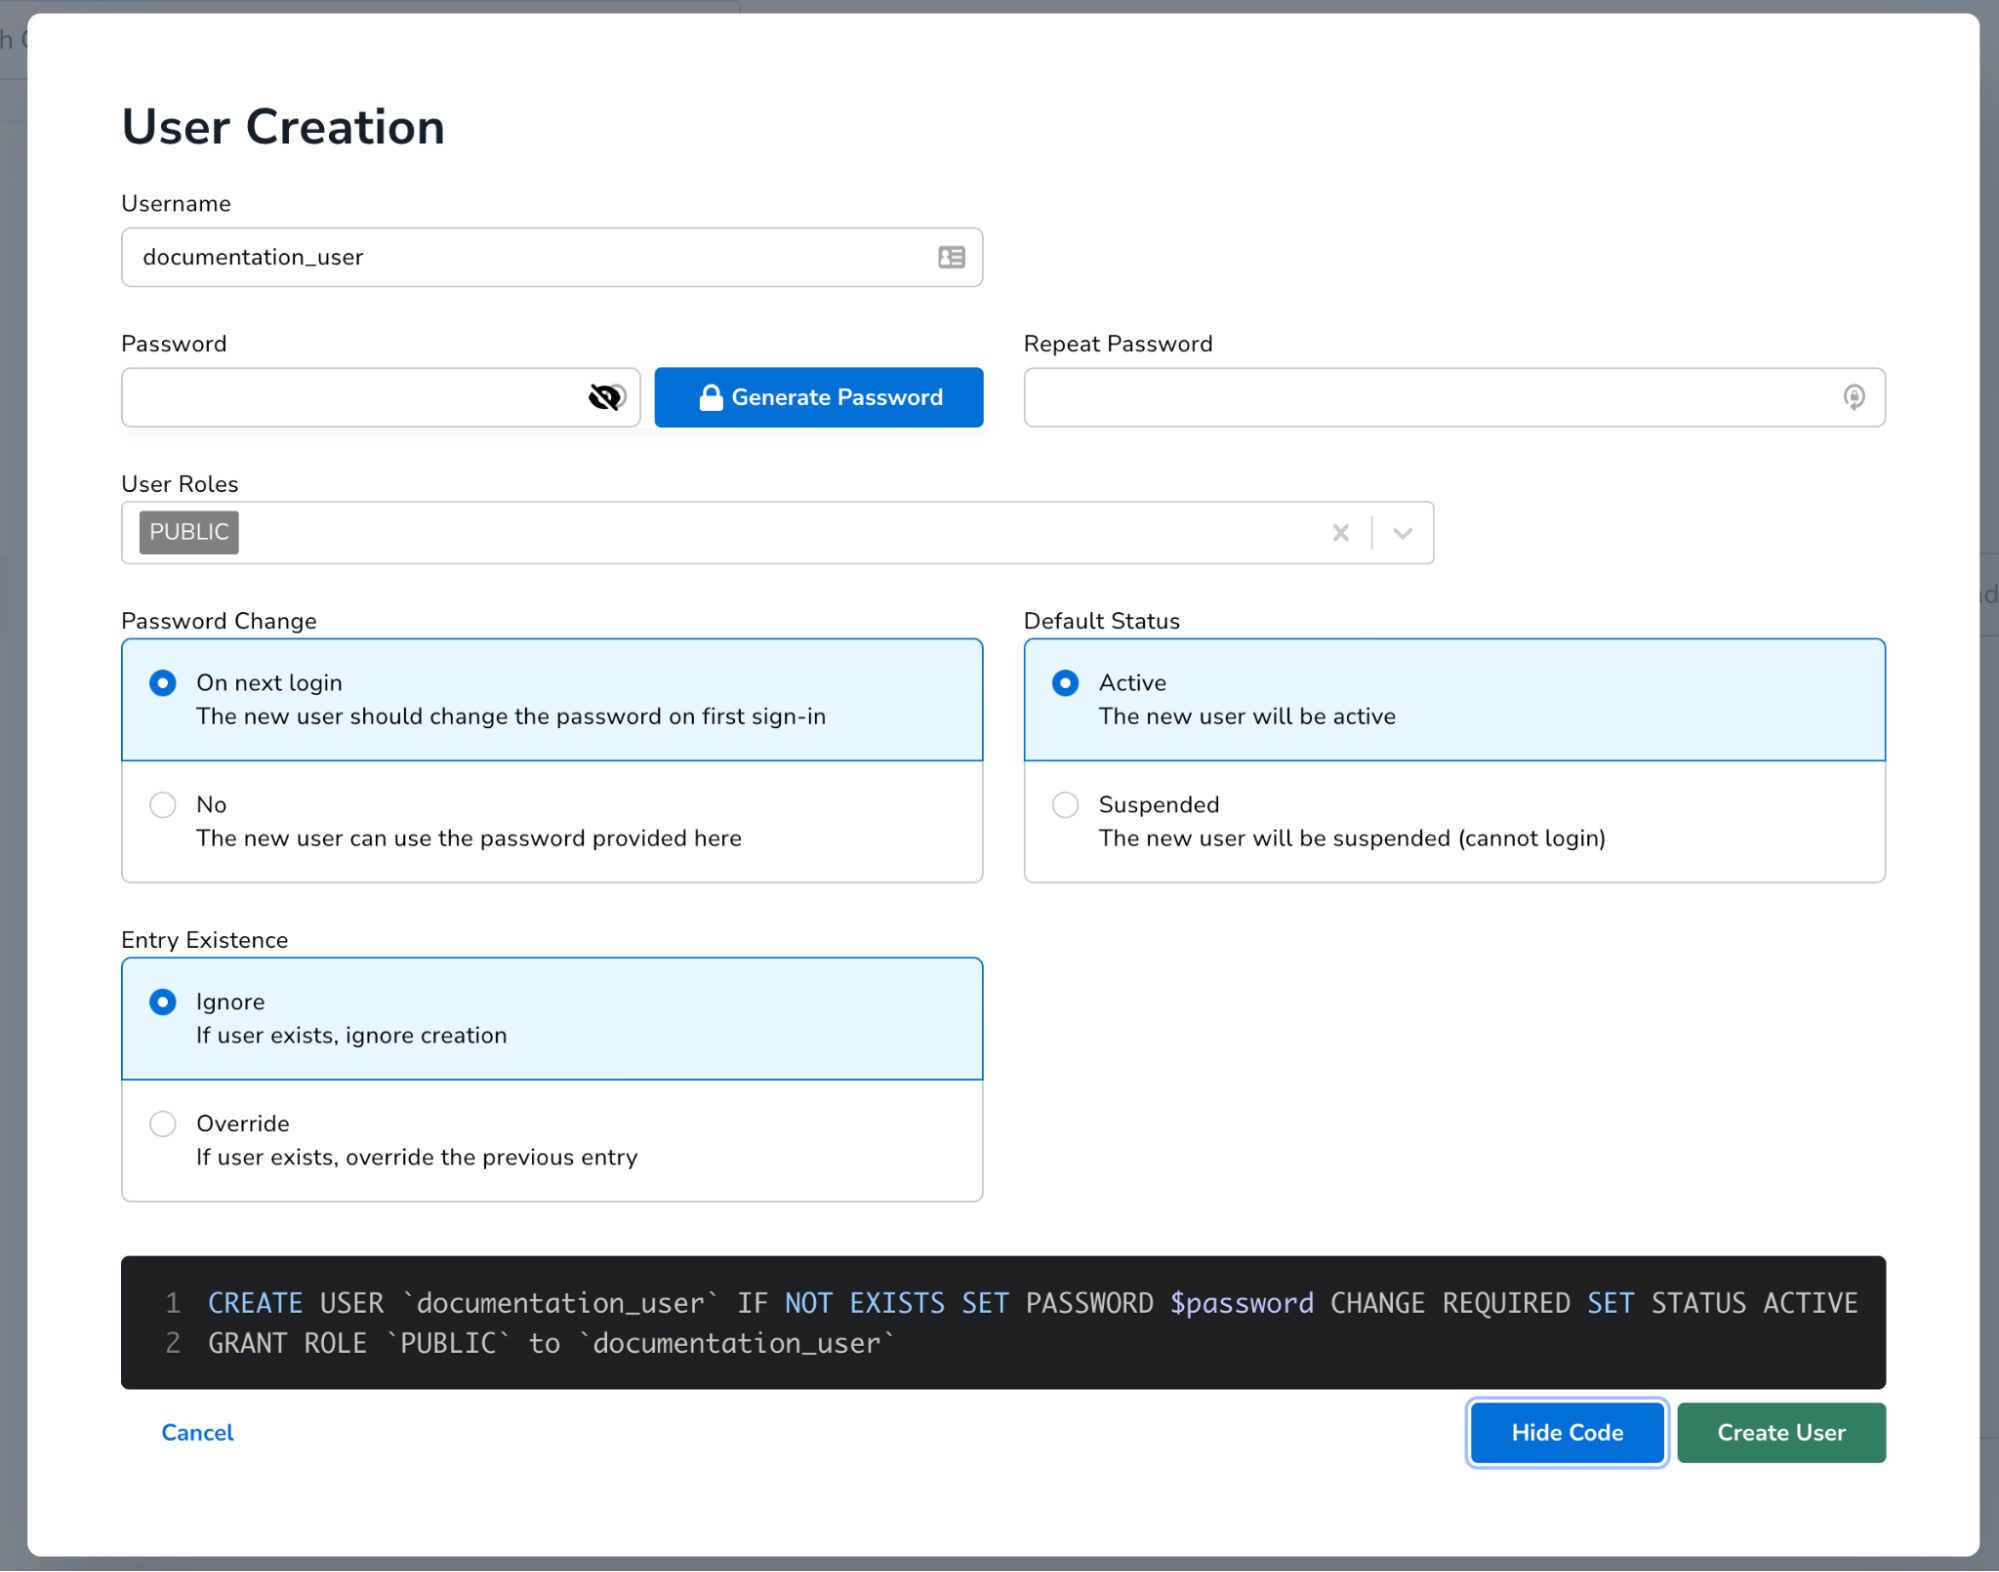 User Creation
Username
documentation_user
Password
Repeat Password
Generate Password
User Roles
PUBLIC
Password Change
Default Status
On next login
The new user should change the password on first sign-in
Active
The new user will be active
No
The new user can use the password provided here
Suspended
The new user will be suspended (cannot login)
Entry Existence
Ignore
If user exists, ignore creation
Override
If user exists, override the previous entry
1 CREATE USER `documentation_user` IF NOT EXISTS SET PASSWORD $password CHANGE REQUIRED SET STATUS ACTIVE
2 GRANT ROLE `PUBLIC` to `documentation_user`
Cancel
Hide Code
Create User